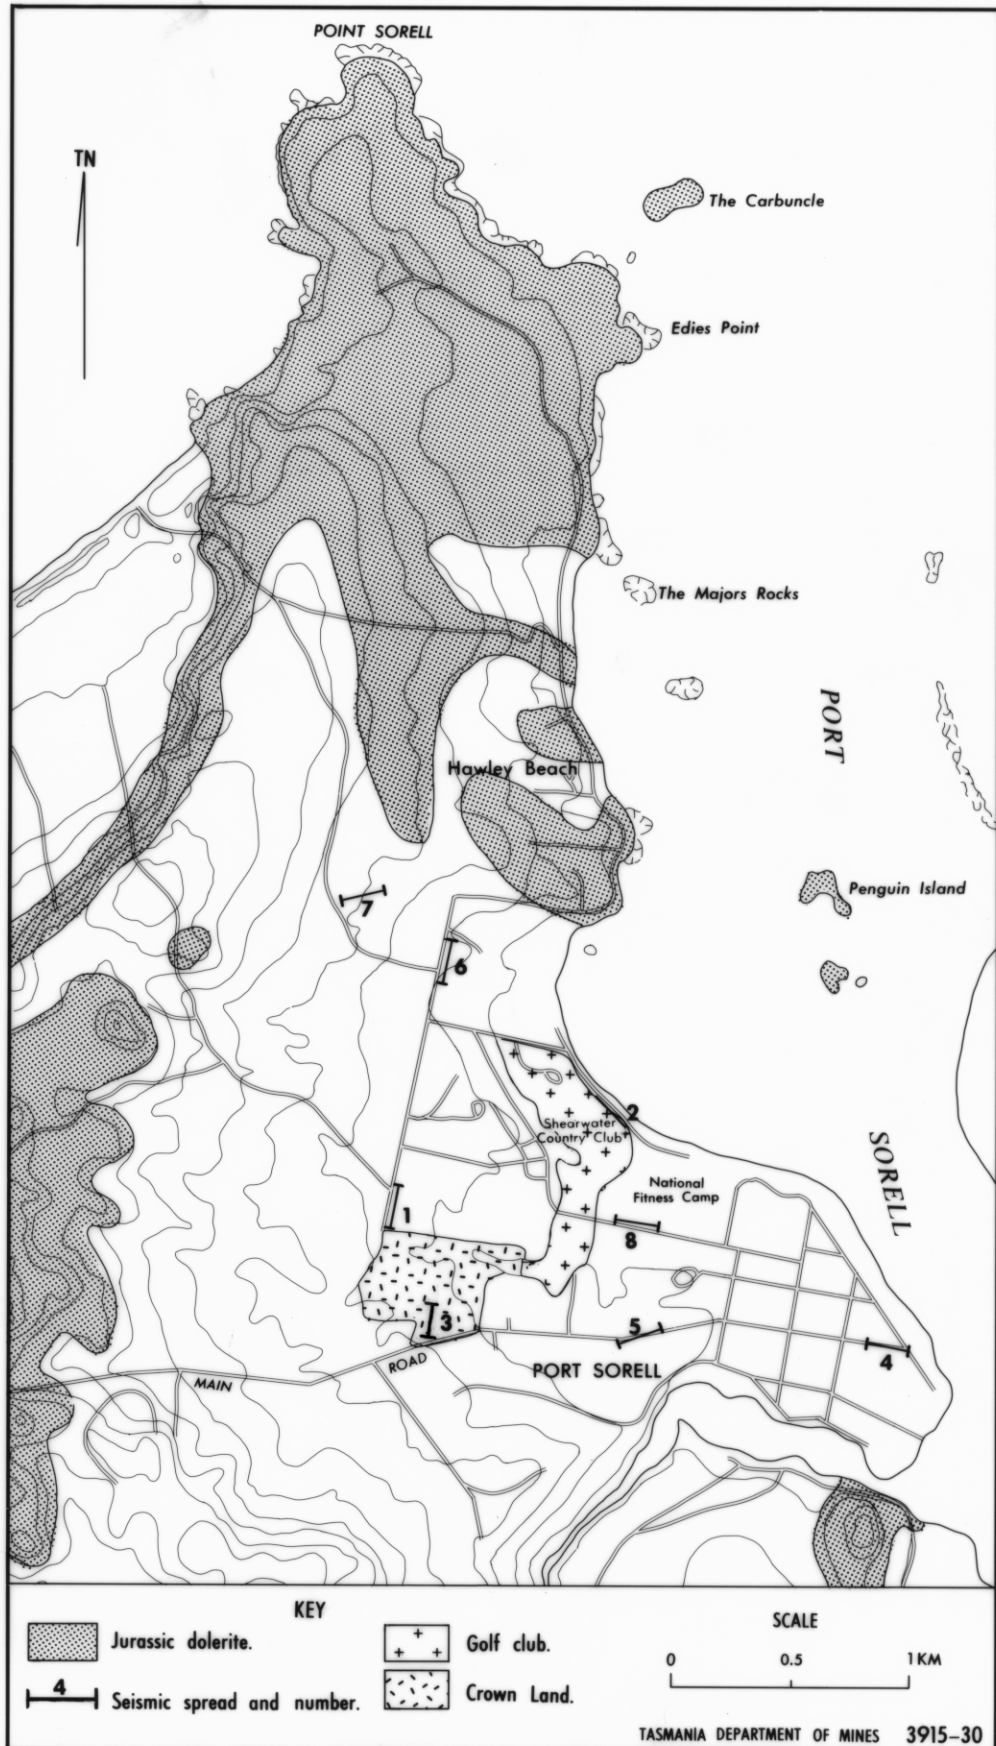 POINT SORELL
TN
The Carbuncle
Edies Point
The Majors Rocks
PORT
Hawley Beach
Penguin Island
7
6
2
Shearwater
Country Club
SORELL
National
Fitness Camp
1
8
3
5
4
ROAD
PORT SORELL
MAIN
KEY
Jurassic dolerite.
Golf club.
4
Seismic spread and number.
Crown Land.
SCALE
0 0.5 1 KM
TASMANIA DEPARTMENT OF MINES 3915-30